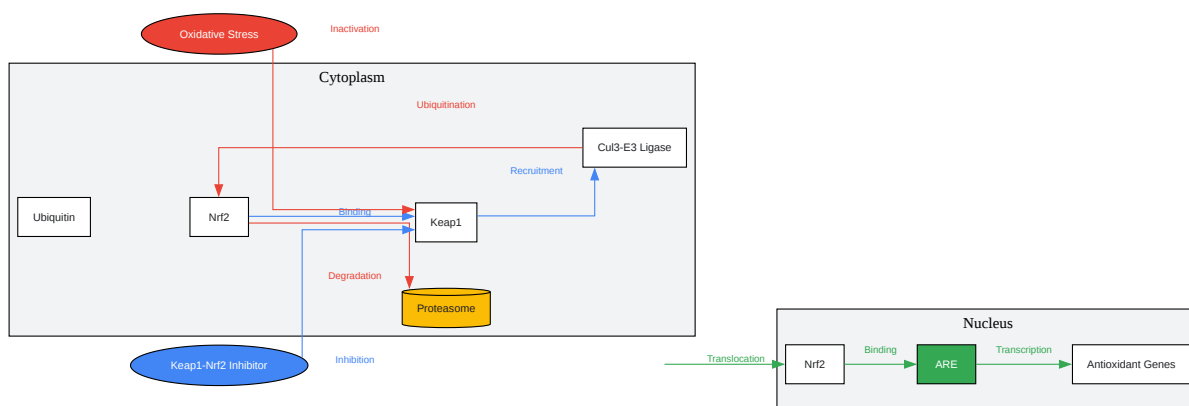 Oxidative Stress
Inactivation
Cytoplasm
Ubiquitination
Cul3-E3 Ligase
Recruitment
Ubiquitin
Nrf2
Binding
Keap1
Degradation
Proteasome
Keap1-Nrf2 Inhibitor
Inhibition
Nucleus
Translocation
Nrf2
Binding
ARE
Transcription
Antioxidant Genes